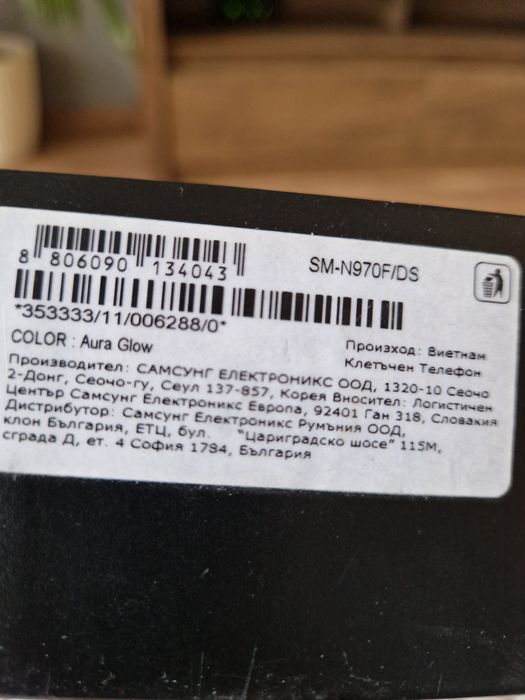 8 806090 134043
SM-N970F/DS
*353333/11/006288/0*
COLOR : Aura Glow
Произход: Виетнам
Клетъчен Телефон
Производител: САМСУНГ ЕЛЕКТРОНИКС ООД, 1320-10 Сеочо
2-Донг, Сеочо-гу, Сеул 137-857, Корея Вносител: Логистичен
Център Самсунг Електроникс Европа, 92401 Ган 318, Словакия
Дистрибутор: Самсунг Електроникс Румъния ООД,
клон България, ЕТЦ, бул. "Цариградско шосе" 115М,
сграда Д, ет. 4 София 1784, България